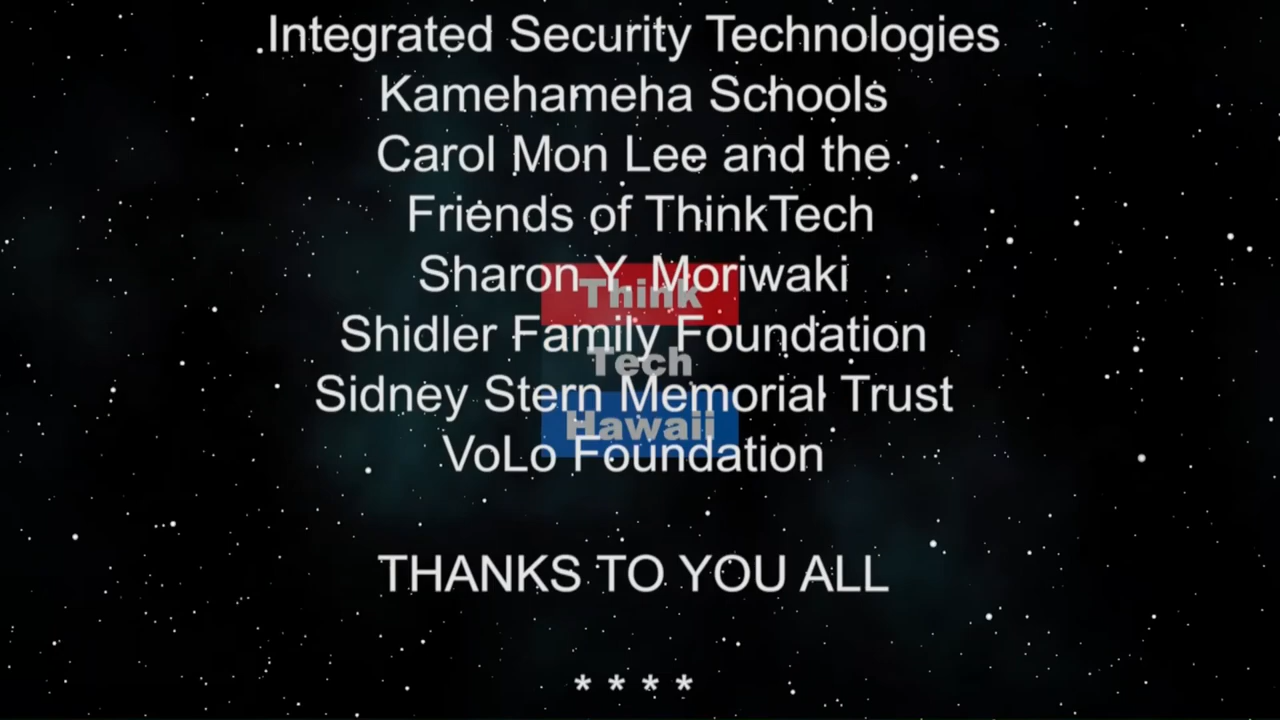 Integrated Security Technologies
Kamehameha Schools
Carol Mon Lee and the
Friends of ThinkTech
Sharon Y. Moriwaki
Think
Shidler Family Foundation
Tech
Sidney Stern Memorial Trust
Hawaii
VoLo Foundation
THANKS TO YOU ALL
* * * *